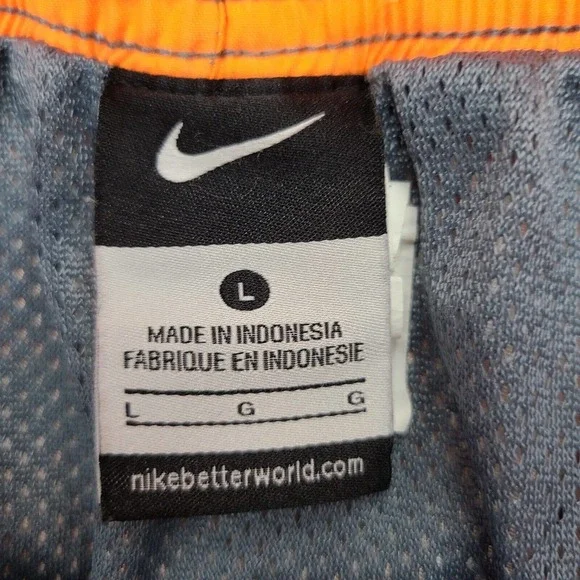 L
MADE IN INDONESIA
FABRIQUE EN INDONESIE
L G G
nikebetterworld.com